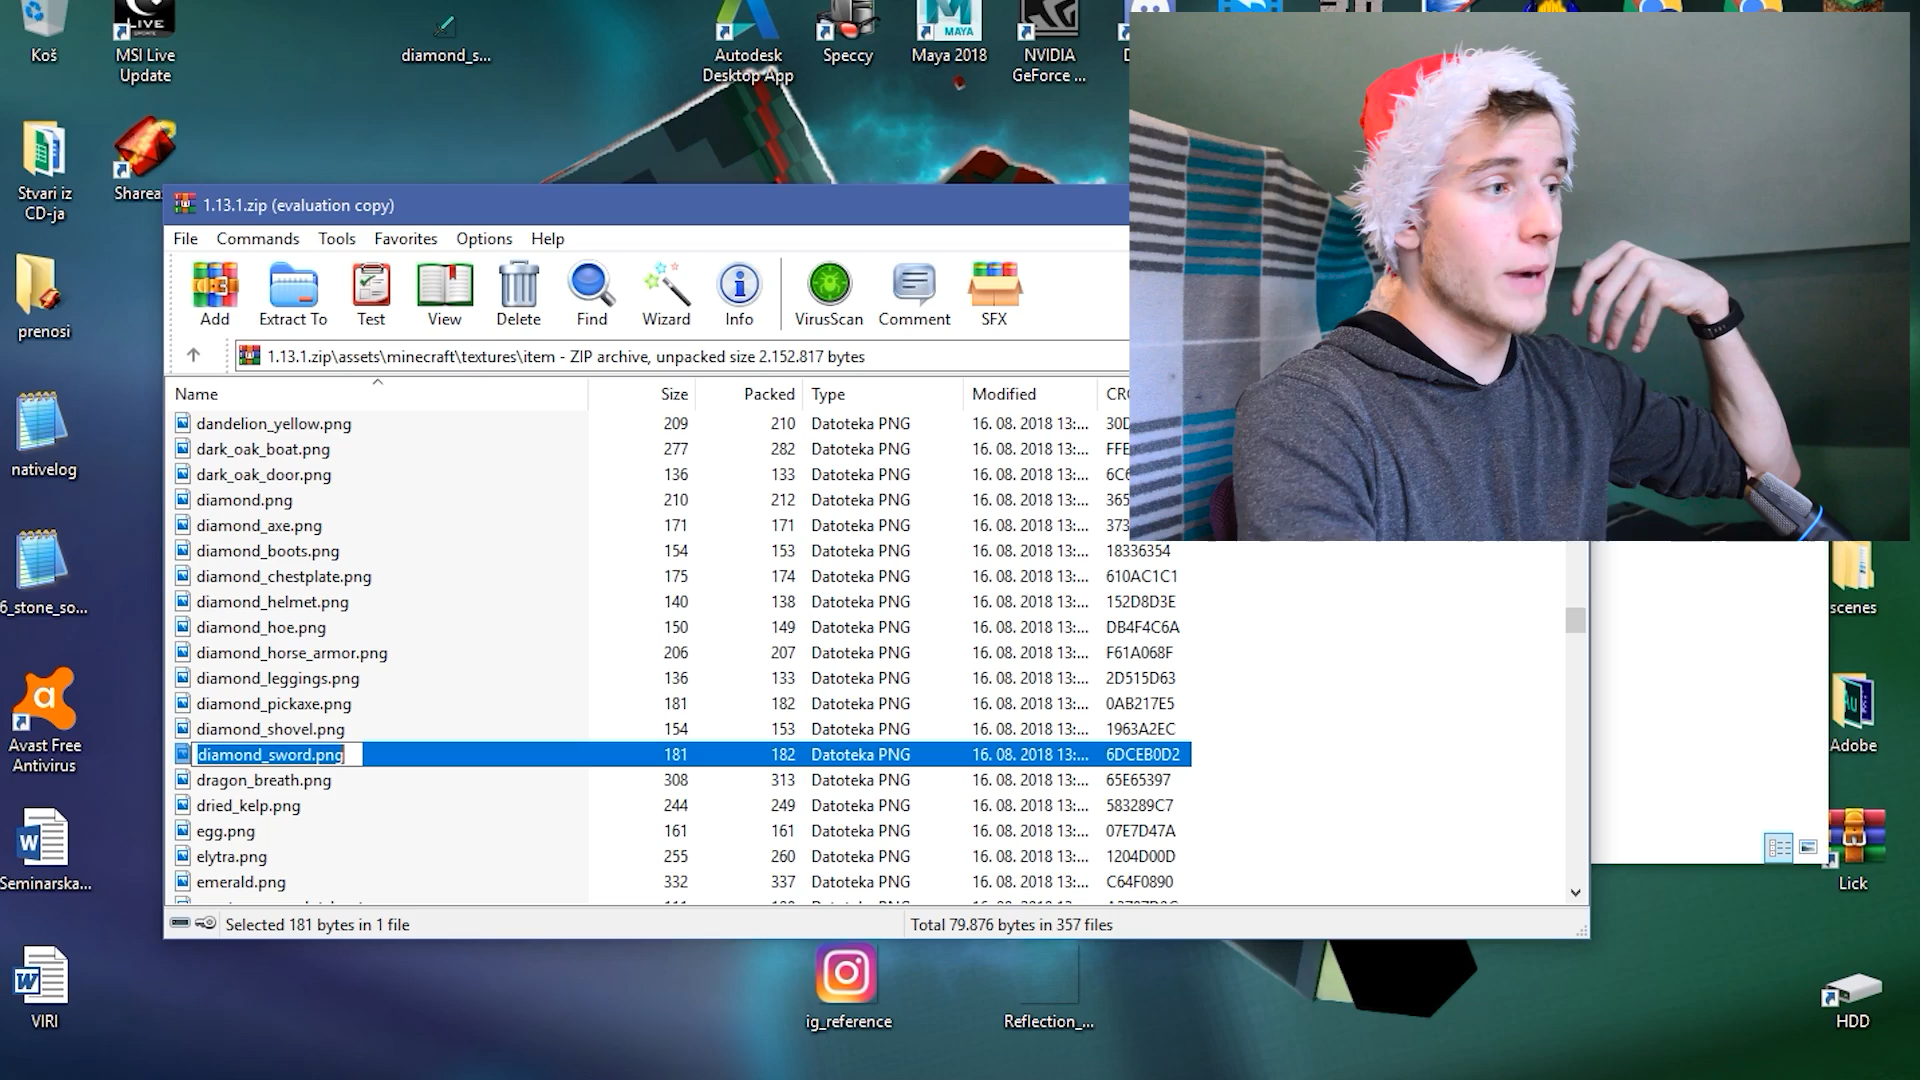 Koš
MSI Live
Update
diamond_s...
Autodesk
Desktop App
Speccy
MAYA
Maya 2018
NVIDIA
GeForce ...
LIVE
Stvari iz
CD-ja
Sharea
prenosi
nativelog
6_stone_so...
Avast Free
Antivirus
Seminarska...
VIRI
1.13.1.zip (evaluation copy)
File Commands Tools Favorites Options Help
Add Extract To Test View Delete Find Wizard Info VirusScan Comment SFX
1.13.1.zip\assets\minecraft\textures\item - ZIP archive, unpacked size 2.152.817 bytes
Name Size Packed Type Modified CRC
dandelion_yellow.png 209 210 Datoteka PNG 16. 08. 2018 13:... 30D
dark_oak_boat.png 277 282 Datoteka PNG 16. 08. 2018 13:... FFE
dark_oak_door.png 136 133 Datoteka PNG 16. 08. 2018 13:... 6C6
diamond.png 210 212 Datoteka PNG 16. 08. 2018 13:... 365
diamond_axe.png 171 171 Datoteka PNG 16. 08. 2018 13:... 373
diamond_boots.png 154 153 Datoteka PNG 16. 08. 2018 13:... 18336354
diamond_chestplate.png 175 174 Datoteka PNG 16. 08. 2018 13:... 610AC1C1
diamond_helmet.png 140 138 Datoteka PNG 16. 08. 2018 13:... 152D8D3E
diamond_hoe.png 150 149 Datoteka PNG 16. 08. 2018 13:... DB4F4C6A
diamond_horse_armor.png 206 207 Datoteka PNG 16. 08. 2018 13:... F61A068F
diamond_leggings.png 136 133 Datoteka PNG 16. 08. 2018 13:... 2D515D63
diamond_pickaxe.png 181 182 Datoteka PNG 16. 08. 2018 13:... 0AB217E5
diamond_shovel.png 154 153 Datoteka PNG 16. 08. 2018 13:... 1963A2EC
diamond_sword.png 181 182 Datoteka PNG 16. 08. 2018 13:... 6DCEB0D2
dragon_breath.png 308 313 Datoteka PNG 16. 08. 2018 13:... 65E65397
dried_kelp.png 244 249 Datoteka PNG 16. 08. 2018 13:... 583289C7
egg.png 161 161 Datoteka PNG 16. 08. 2018 13:... 07E7D47A
elytra.png 255 260 Datoteka PNG 16. 08. 2018 13:... 1204D00D
emerald.png 332 337 Datoteka PNG 16. 08. 2018 13:... C64F0890
Selected 181 bytes in 1 file
Total 79.876 bytes in 357 files
scenes
Au
Adobe
Lick
HDD
ig_reference
Reflection_...